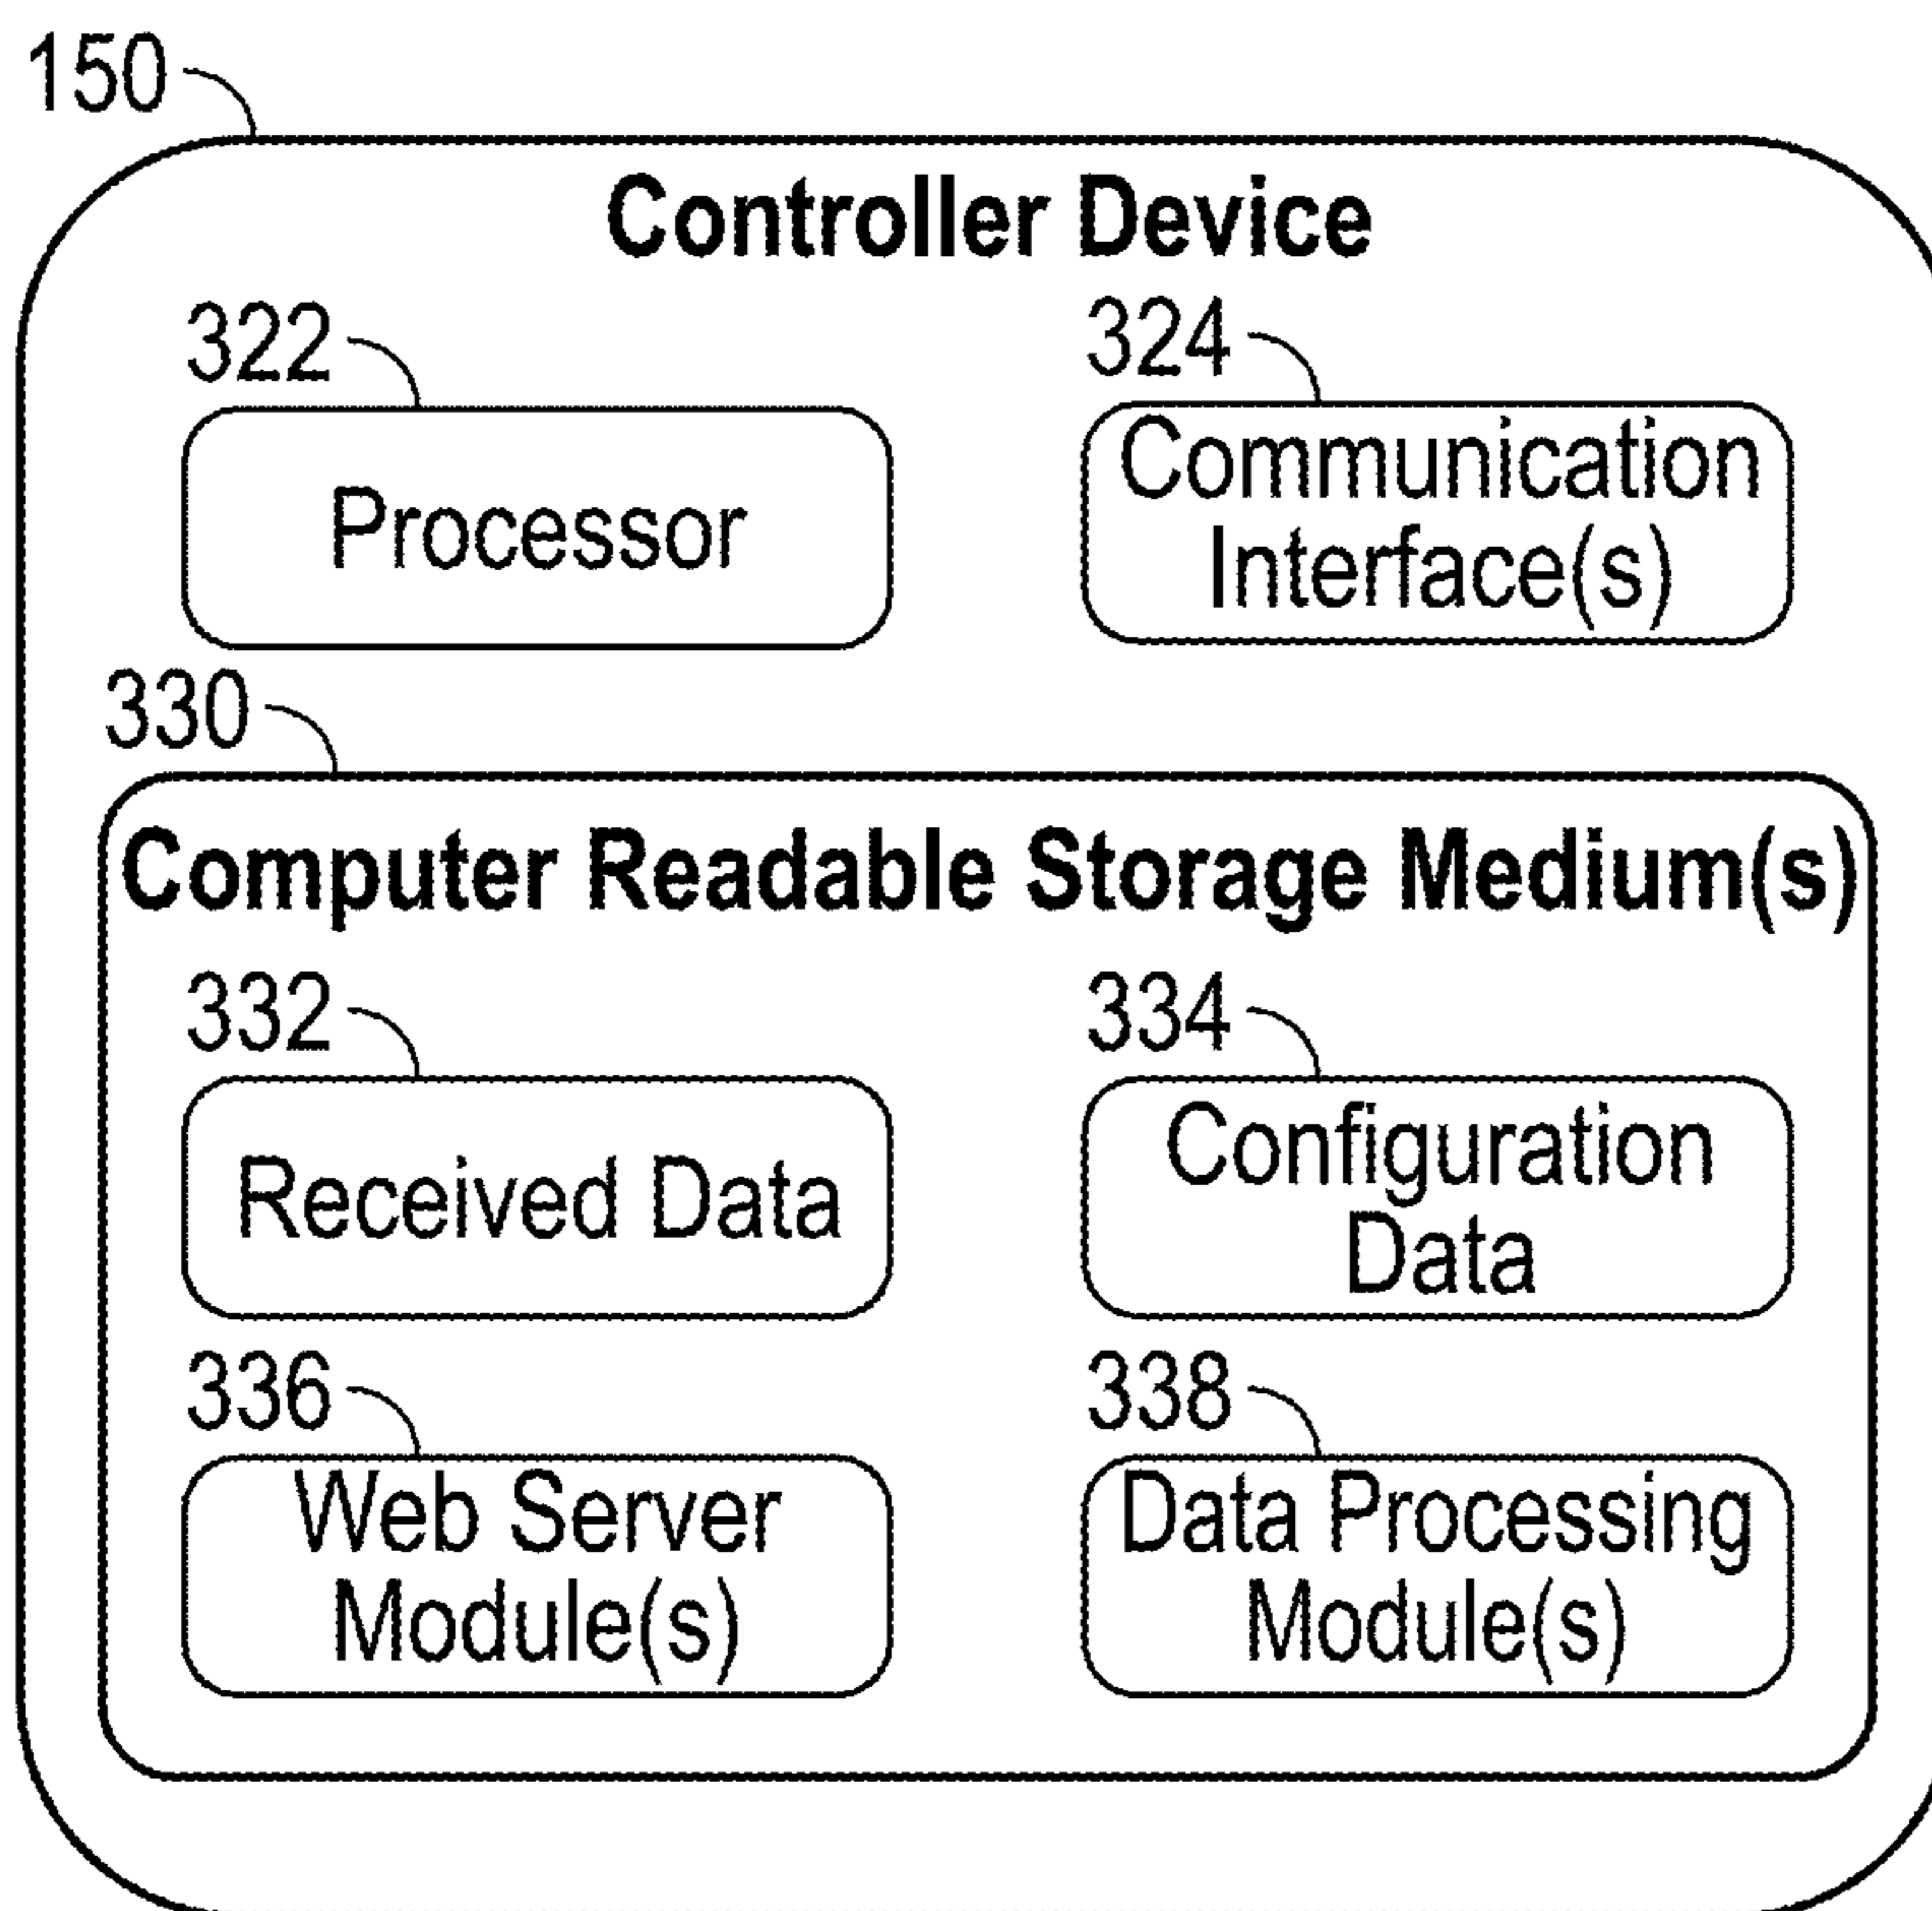 150
Controller Device
322
324
Processor
Communication
Interface(s)
330
Computer Readable Storage Medium(s)
332
334
Received Data
Configuration
Data
336
338
Web Server
Module(s)
Data Processing
Module(s)